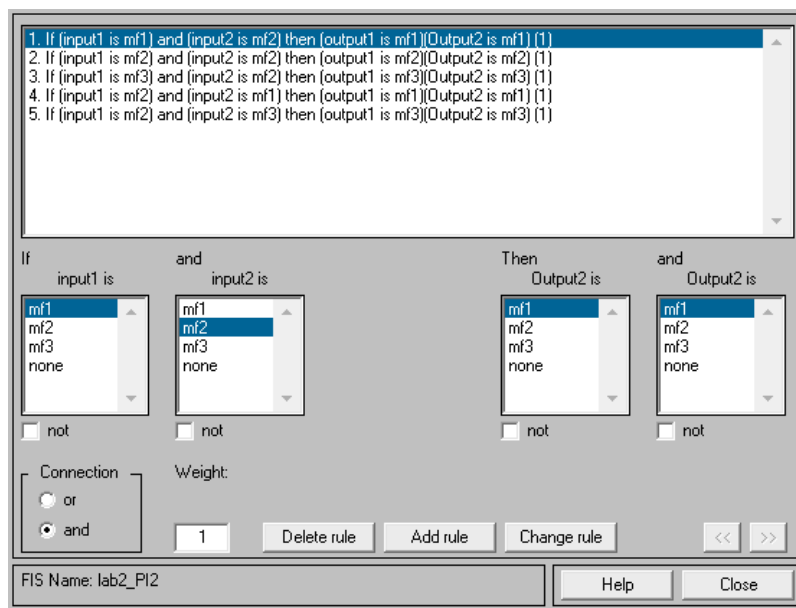 1. If (input1 is mf1) and (input2 is mf2) then (output1 is mf1)(Output2 is mf1) (1)
2. If (input1 is mf2) and (input2 is mf2) then (output1 is mf2)(Output2 is mf2) (1)
3. If (input1 is mf3) and (input2 is mf2) then (output1 is mf3)(Output2 is mf3) (1)
4. If (input1 is mf2) and (input2 is mf1) then (output1 is mf1)(Output2 is mf1) (1)
5. If (input1 is mf2) and (input2 is mf3) then (output1 is mf3)(Output2 is mf3) (1)
If and Then and
input1 is input2 is Output2 is Output2 is
mf1 mf1 mf1 mf1
mf2 mf2 mf2 mf2
mf3 mf3 mf3 mf3
none none none none
not not not not
Connection Weight:
or
and 1 Delete rule Add rule Change rule << >>
FIS Name: lab2_PI2 Help Close